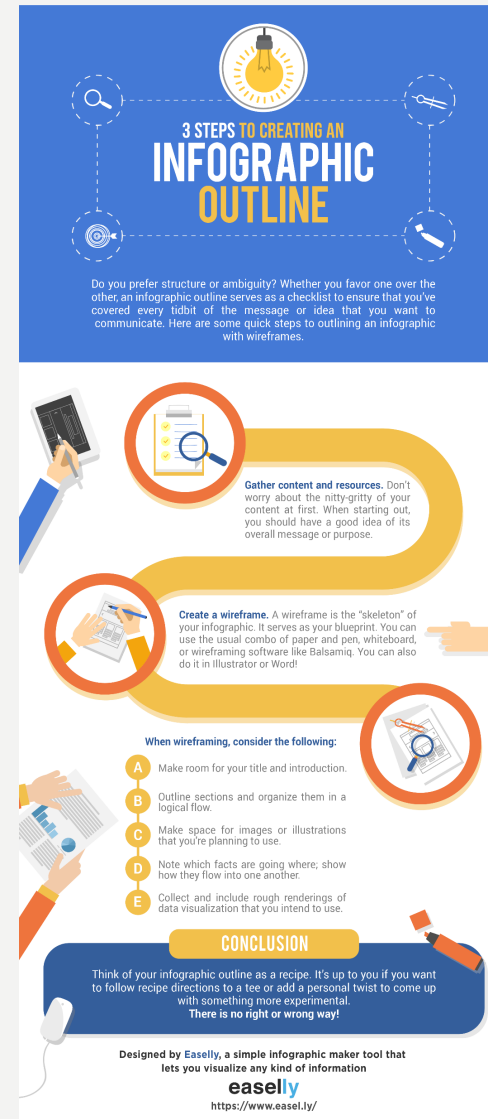 3 STEPS TO CREATING AN
INFOGRAPHIC
OUTLINE
Do you prefer structure or ambiguity? Whether you favor one over the
other, an infographic outline serves as a checklist to ensure that you've
covered every tidbit of the message or idea that you want to
communicate. Here are some quick steps to outlining an infographic
with wireframes.
Gather content and resources. Don't
worry about the nitty-gritty of your
content at first. When starting out,
you should have a good idea of its
overall message or purpose.
Create a wireframe. A wireframe is the “skeleton” of
your infographic. It serves as your blueprint. You can
use the usual combo of paper and pen, whiteboard,
or wireframing software like Balsamiq. You can also
do it in Illustrator or Word!
When wireframing, consider the following:
A Make room for your title and introduction.
B Outline sections and organize them in a
logical flow.
C Make space for images or illustrations
that you're planning to use.
D Note which facts are going where; show
how they flow into one another.
E Collect and include rough renderings of
data visualization that you intend to use.
CONCLUSION
Think of your infographic outline as a recipe. It's up to you if you want
to follow recipe directions to a tee or add a personal twist to come up
with something more experimental.
There is no right or wrong way!
Designed by Easelly, a simple infographic maker tool that
lets you visualize any kind of information
easelly
https://www.easel.ly/